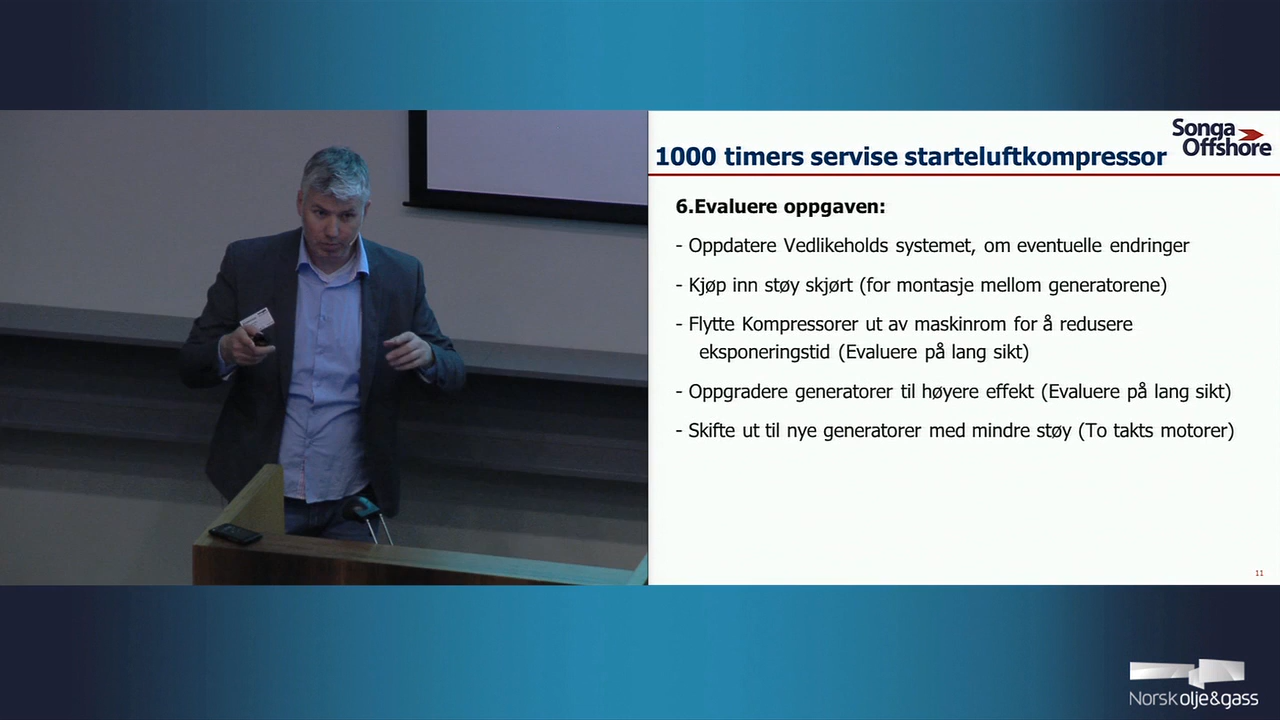 Songa
Offshore
1000 timers servise starteluftkompressor
6.Evaluere oppgaven:
- Oppdatere Vedlikeholds systemet, om eventuelle endringer
- Kjøp inn støy skjørt (for montasje mellom generatorene)
- Flytte Kompressorer ut av maskinrom for å redusere
eksponeringstid (Evaluere på lang sikt)
- Oppgradere generatorer til høyere effekt (Evaluere på lang sikt)
- Skifte ut til nye generatorer med mindre støy (To takts motorer)
11
Norskolje&gass